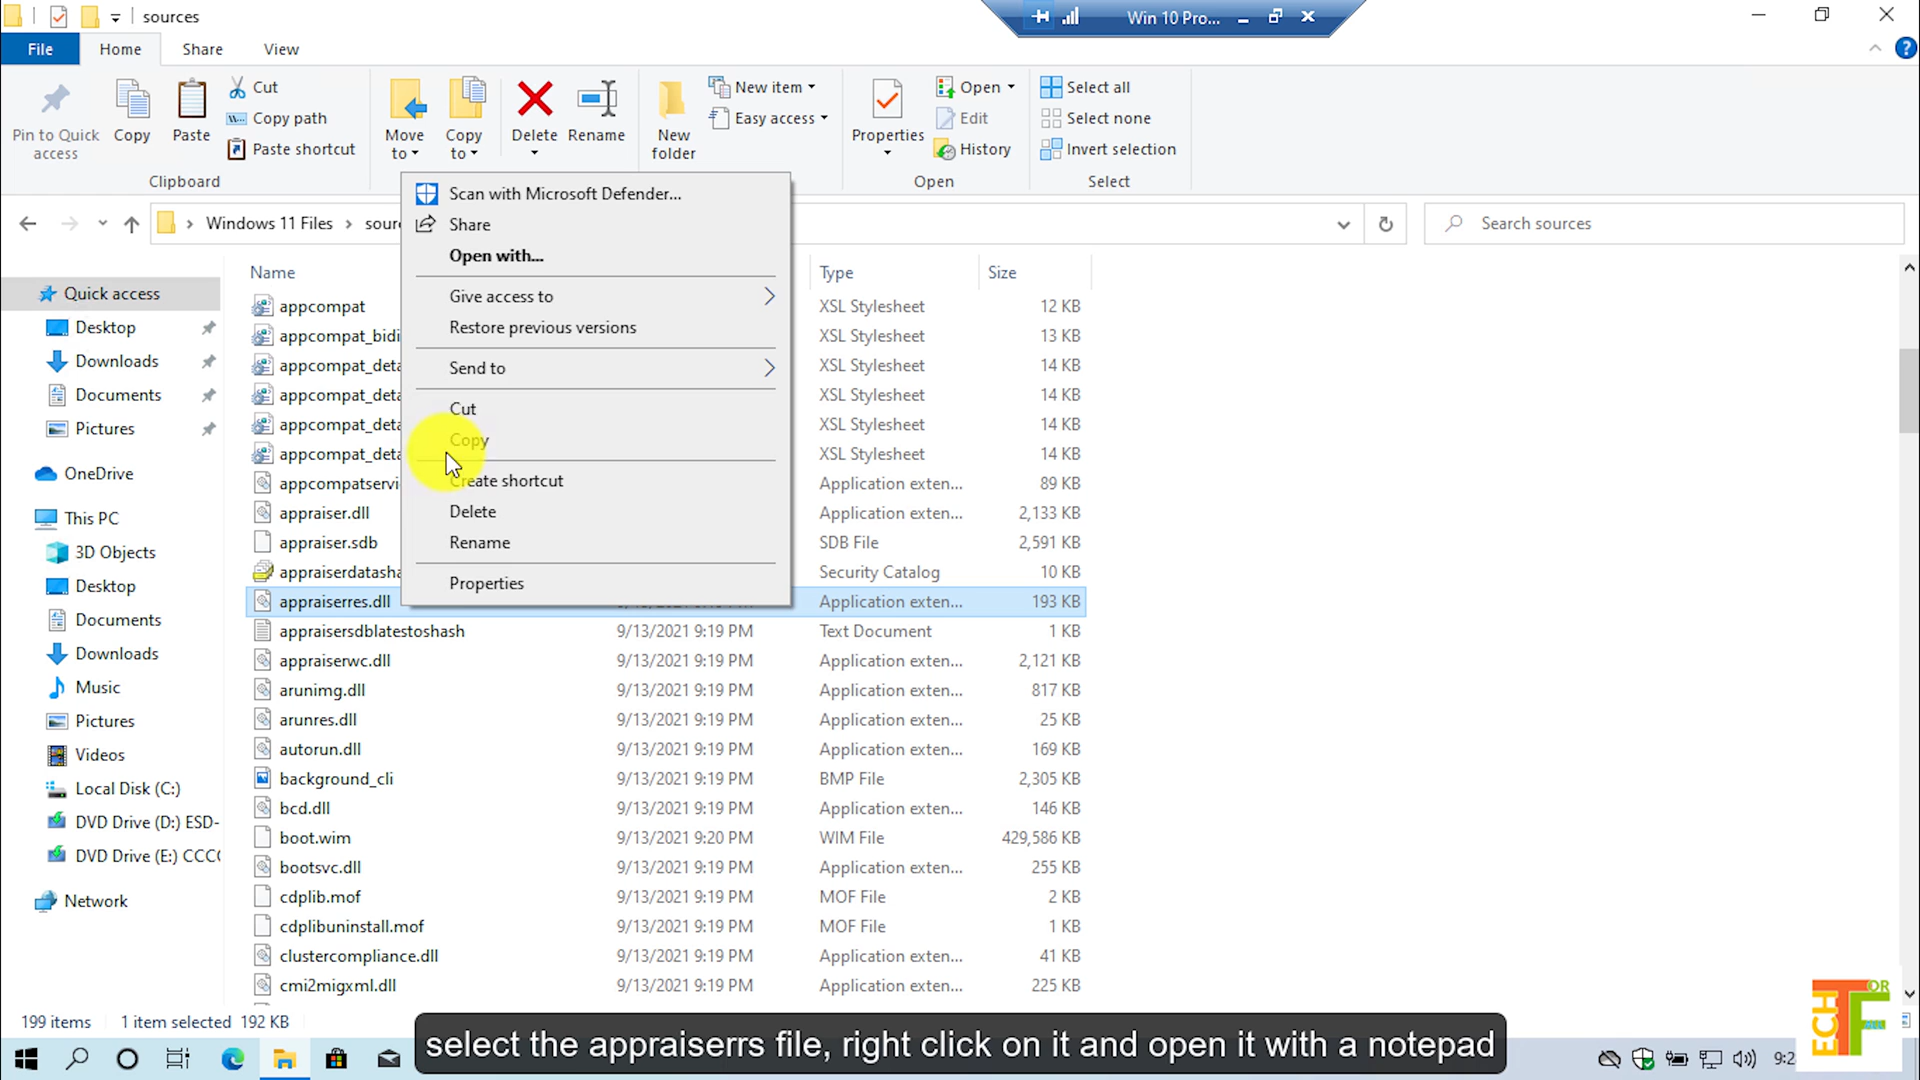 sources
Win 10 Pro...
File Home Share View
Pin to Quick access
Copy
Paste
Cut
Copy path
Paste shortcut
Clipboard
Move to
Copy to
Delete
Rename
New folder
New item
Easy access
Properties
Open
Edit
History
Open
Select all
Select none
Invert selection
Select
Windows 11 Files
sour
Search sources
Quick access
Desktop
Downloads
Documents
Pictures
OneDrive
This PC
3D Objects
Desktop
Documents
Downloads
Music
Pictures
Videos
Local Disk (C:)
DVD Drive (D:) ESD-
DVD Drive (E:) CCC
Network
Name Type Size
appcompat XSL Stylesheet 12 KB
appcompat_bidi XSL Stylesheet 13 KB
appcompat_deta XSL Stylesheet 14 KB
appcompat_deta XSL Stylesheet 14 KB
appcompat_deta XSL Stylesheet 14 KB
appcompat_deta XSL Stylesheet 14 KB
appcompatservi Application exten... 89 KB
appraiser.dll Application exten... 2,133 KB
appraiser.sdb SDB File 2,591 KB
appraiserdatasha Security Catalog 10 KB
appraiserres.dll Application exten... 193 KB
appraisersdblatestoshash 9/13/2021 9:19 PM Text Document 1 KB
appraiserwc.dll 9/13/2021 9:19 PM Application exten... 2,121 KB
arunimg.dll 9/13/2021 9:19 PM Application exten... 817 KB
arunres.dll 9/13/2021 9:19 PM Application exten... 25 KB
autorun.dll 9/13/2021 9:19 PM Application exten... 169 KB
background_cli 9/13/2021 9:19 PM BMP File 2,305 KB
bcd.dll 9/13/2021 9:19 PM Application exten... 146 KB
boot.wim 9/13/2021 9:20 PM WIM File 429,586 KB
bootsvc.dll 9/13/2021 9:19 PM Application exten... 255 KB
cdplib.mof 9/13/2021 9:19 PM MOF File 2 KB
cdplibuninstall.mof 9/13/2021 9:19 PM MOF File 1 KB
clustercompliance.dll 9/13/2021 9:19 PM Application exten... 41 KB
cmi2migxml.dll 9/13/2021 9:19 PM Application exten... 225 KB
Scan with Microsoft Defender...
Share
Open with...
Give access to
Restore previous versions
Send to
Cut
Copy
Create shortcut
Delete
Rename
Properties
199 items 1 item selected 192 KB
select the appraiserrs file, right click on it and open it with a notepad
9:2
ECH
T
F
OR